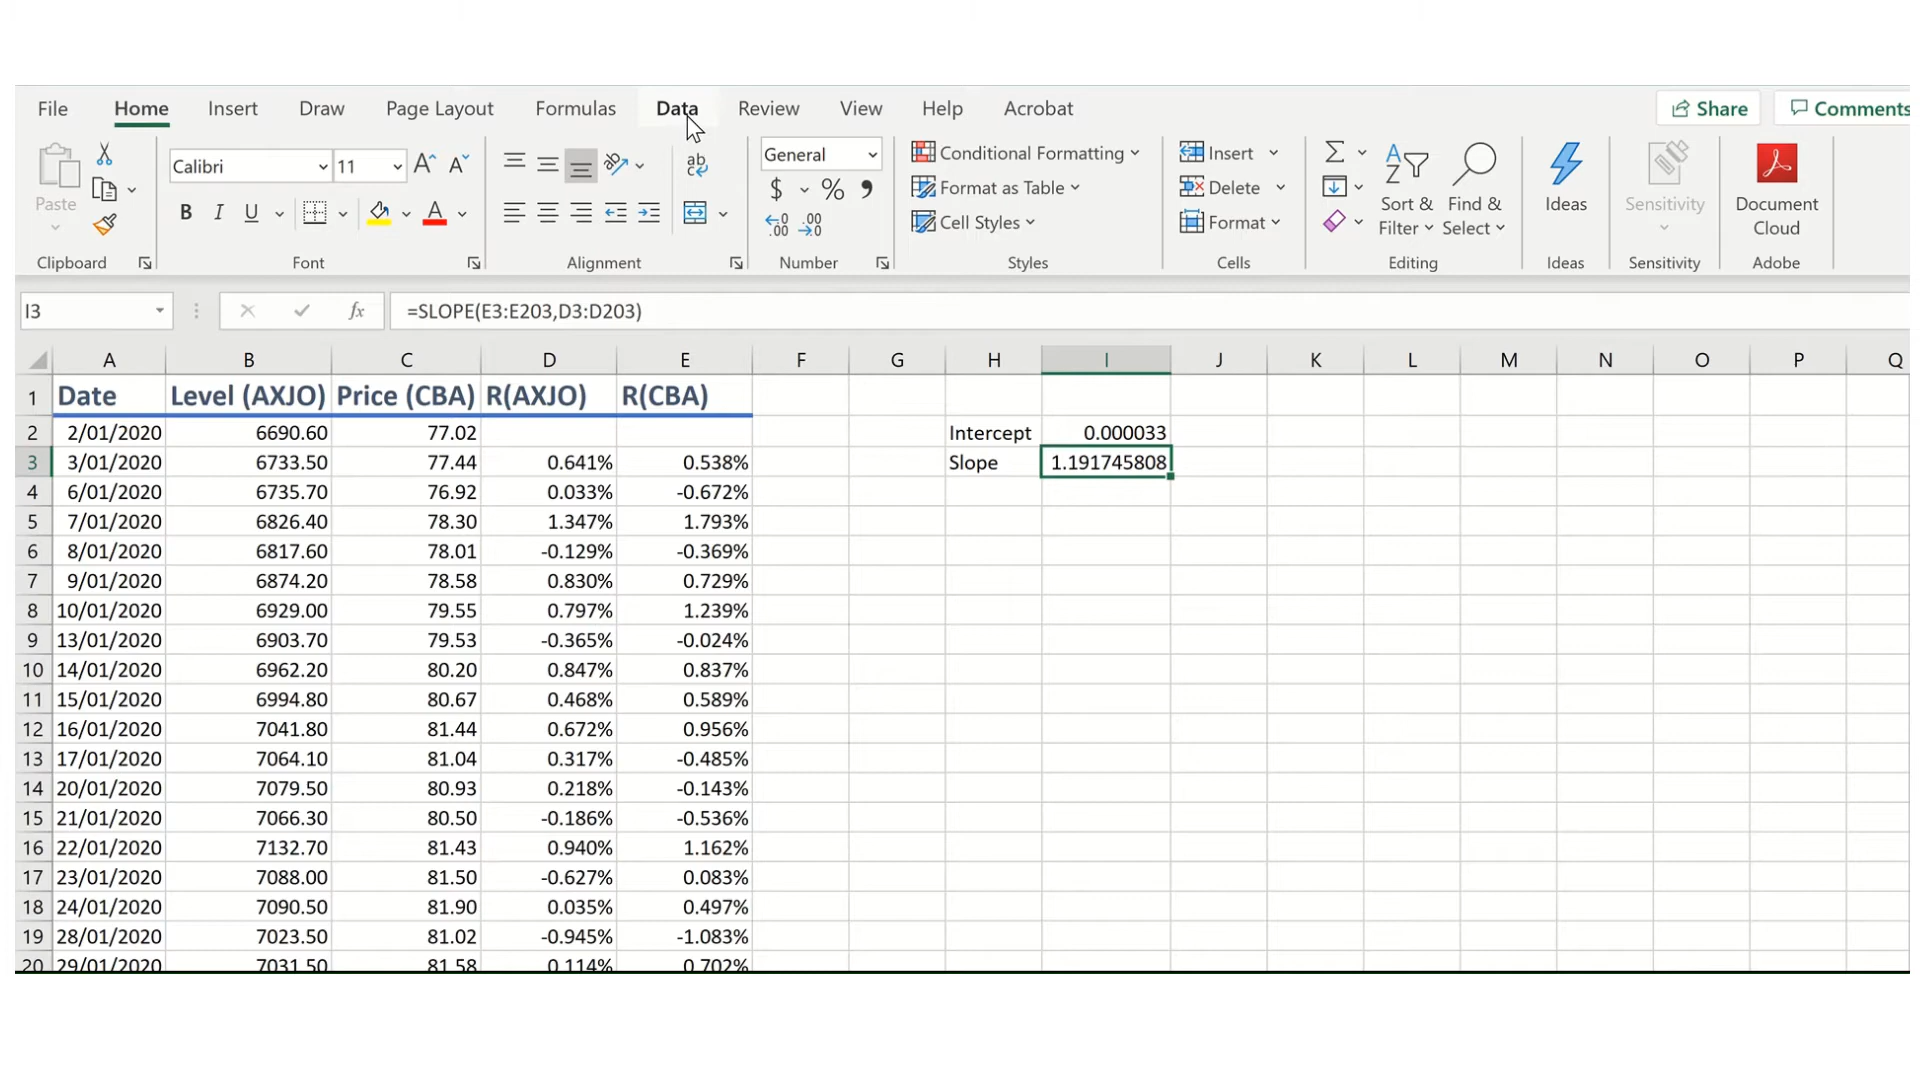 File Home Insert Draw Page Layout Formulas Data Review View Help Acrobat Share Comments
Calibri 11 General Conditional Formatting Insert
Paste $ % Format as Table Delete Sort & Find & Ideas Sensitivity Document
B I U A Cell Styles Format Filter Select Cloud
Clipboard Font Alignment Number Styles Cells Editing Ideas Sensitivity Adobe
I3 fx =SLOPE(E3:E203,D3:D203)
A B C D E F G H I J K L M N O P Q
1 Date Level (AXJO) Price (CBA) R(AXJO) R(CBA)
2 2/01/2020 6690.60 77.02 Intercept 0.000033
3 3/01/2020 6733.50 77.44 0.641% 0.538% Slope 1.191745808
4 6/01/2020 6735.70 76.92 0.033% -0.672%
5 7/01/2020 6826.40 78.30 1.347% 1.793%
6 8/01/2020 6817.60 78.01 -0.129% -0.369%
7 9/01/2020 6874.20 78.58 0.830% 0.729%
8 10/01/2020 6929.00 79.55 0.797% 1.239%
9 13/01/2020 6903.70 79.53 -0.365% -0.024%
10 14/01/2020 6962.20 80.20 0.847% 0.837%
11 15/01/2020 6994.80 80.67 0.468% 0.589%
12 16/01/2020 7041.80 81.44 0.672% 0.956%
13 17/01/2020 7064.10 81.04 0.317% -0.485%
14 20/01/2020 7079.50 80.93 0.218% -0.143%
15 21/01/2020 7066.30 80.50 -0.186% -0.536%
16 22/01/2020 7132.70 81.43 0.940% 1.162%
17 23/01/2020 7088.00 81.50 -0.627% 0.083%
18 24/01/2020 7090.50 81.90 0.035% 0.497%
19 28/01/2020 7023.50 81.02 -0.945% -1.083%
20 29/01/2020 7031.50 81.58 0.114% 0.702%